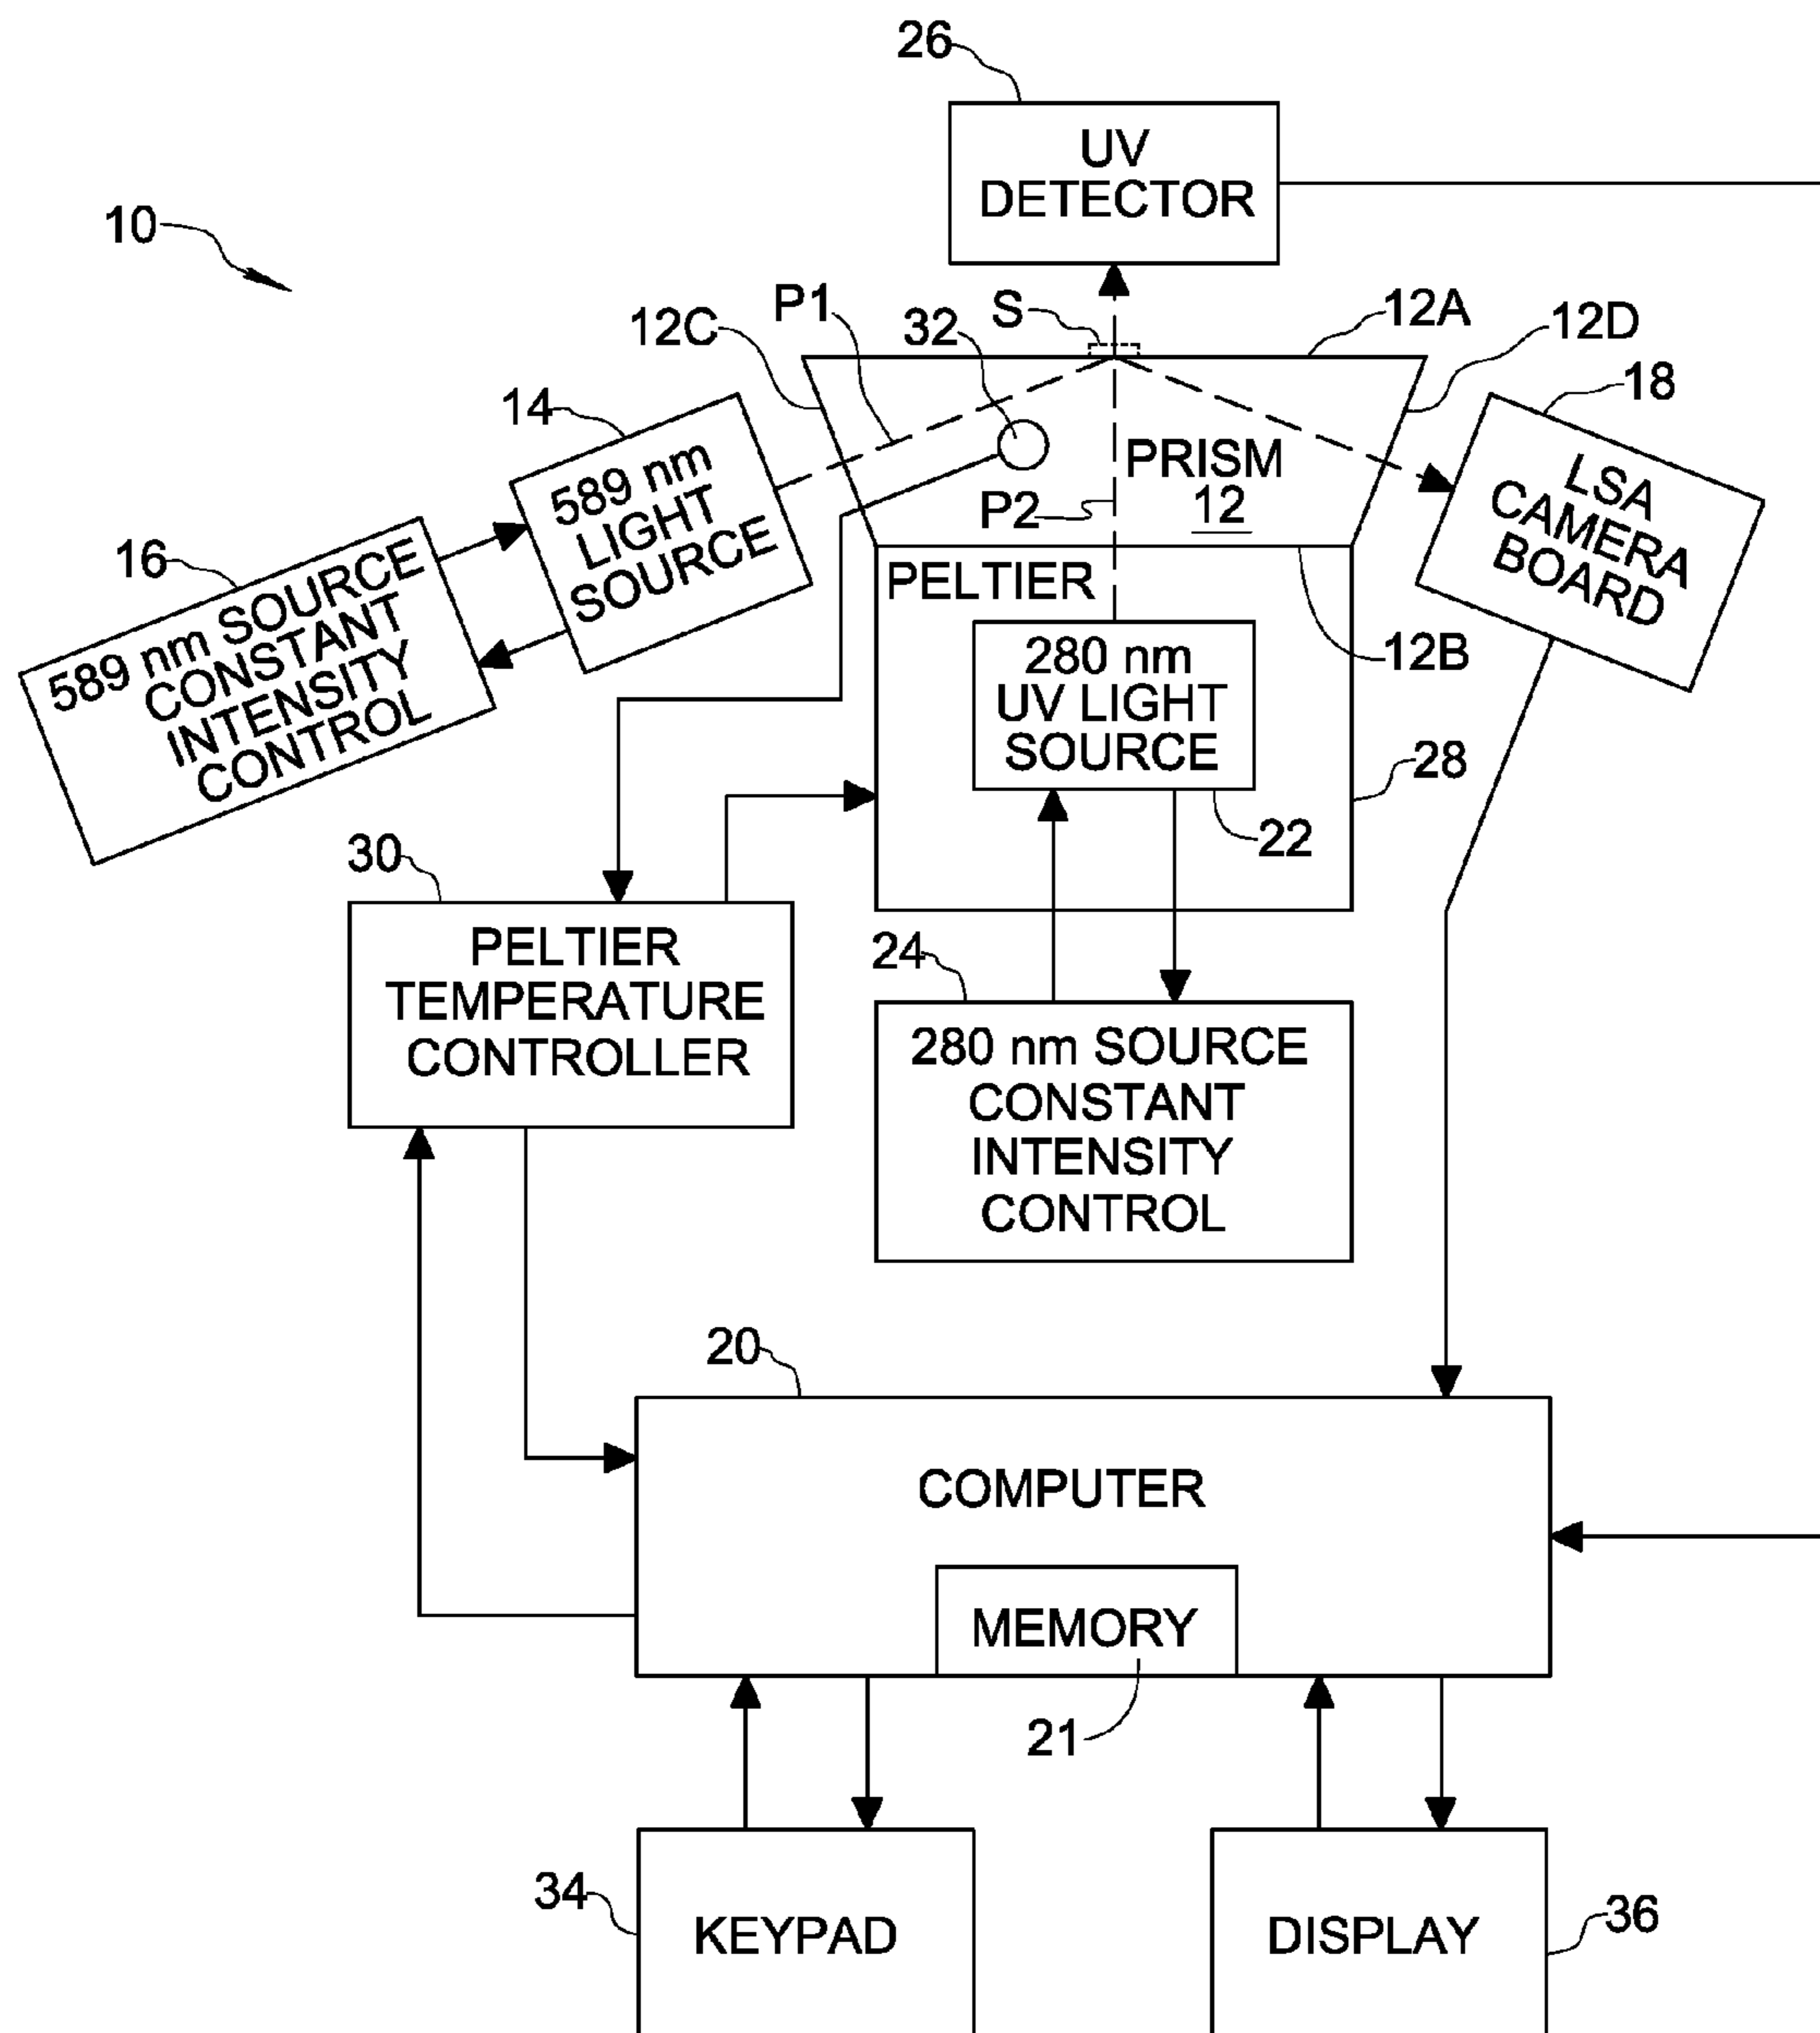 26
UV
DETECTOR
10
P1
S
12A
12C
32
12D
14
18
589 nm
LIGHT
SOURCE
PRISM
12
P2
LSA
CAMERA
BOARD
16
589 nm SOURCE
CONSTANT
INTENSITY
CONTROL
PELTIER
12B
280 nm
UV LIGHT
SOURCE
28
22
30
PELTIER
TEMPERATURE
CONTROLLER
24
280 nm SOURCE
CONSTANT
INTENSITY
CONTROL
20
COMPUTER
MEMORY
21
34
KEYPAD
DISPLAY
36